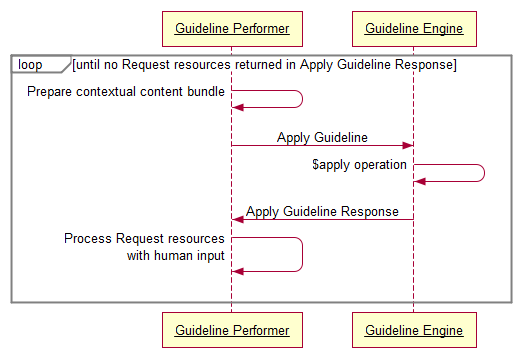 Guideline Performer
Guideline Engine
loop
[until no Request resources returned in Apply Guideline Response]
Prepare contextual content bundle
Apply Guideline
$apply operation
Apply Guideline Response
Process Request resources
with human input
Guideline Performer
Guideline Engine